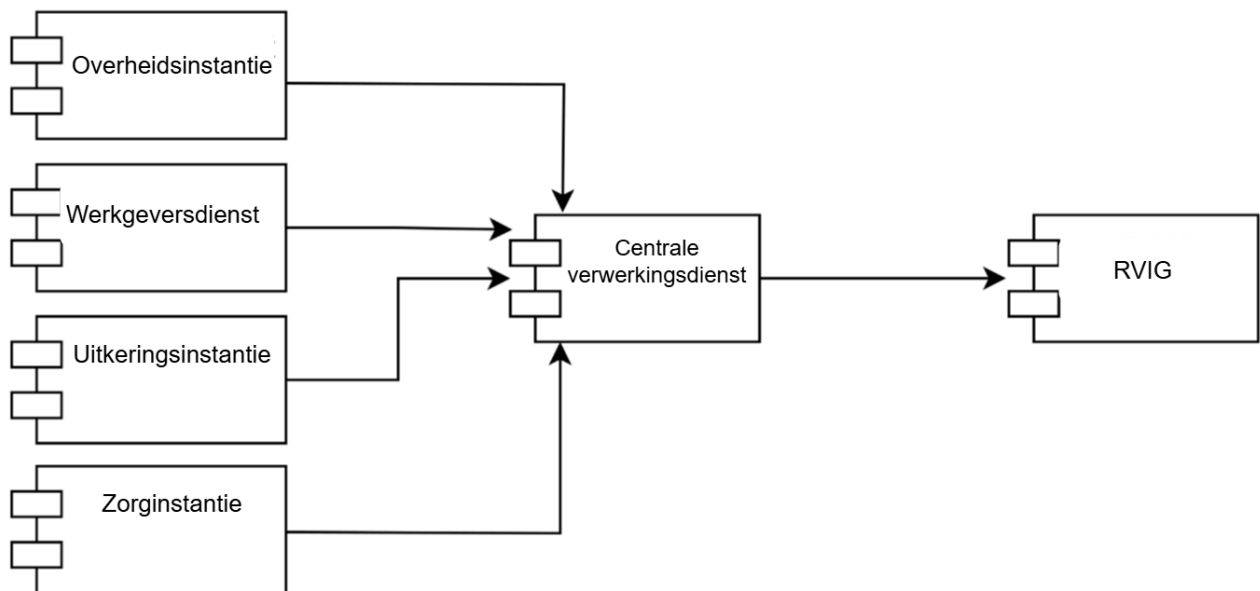 Overheidsinstantie
Werkgeversdienst
Uitkeringsinstantie
Zorginstantie
Centrale
verwerkingsdienst
RVIG